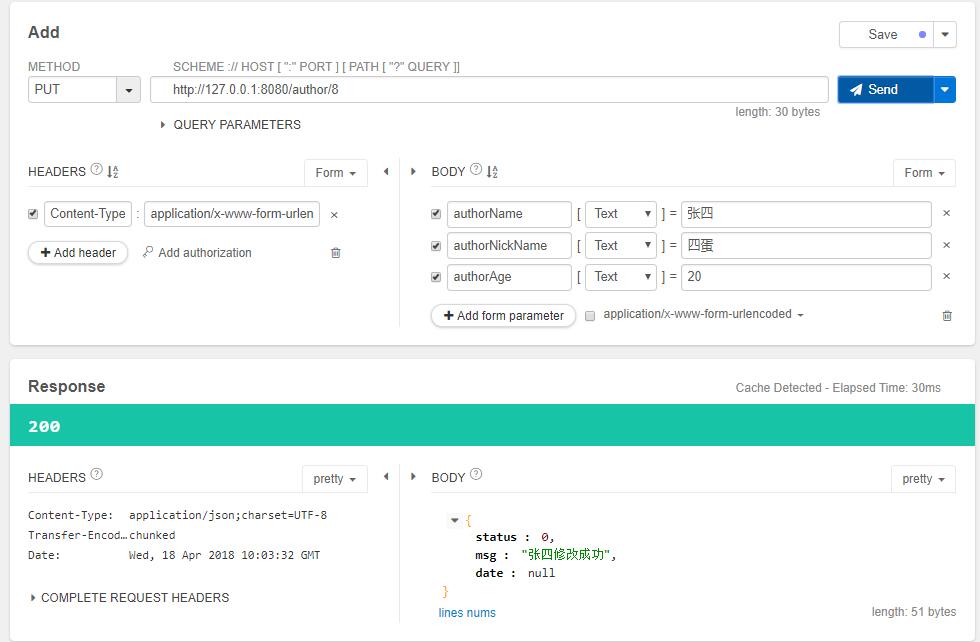 Add
Save
METHOD
SCHEME :// HOST [ ":" PORT ] [ PATH [ "?" QUERY ]]
PUT
http://127.0.0.1:8080/author/8
Send
length: 30 bytes
QUERY PARAMETERS
HEADERS ?
Form
BODY ?
Form
Content-Type : application/x-www-form-urlen ×
authorName [ Text ] = 张四 ×
authorNickName [ Text ] = 四蛋 ×
authorAge [ Text ] = 20 ×
+ Add header
Add authorization
+ Add form parameter
application/x-www-form-urlencoded
Response
Cache Detected - Elapsed Time: 30ms
200
HEADERS ?
pretty
BODY ?
pretty
Content-Type: application/json;charset=UTF-8
Transfer-Encod… chunked
Date: Wed, 18 Apr 2018 10:03:32 GMT
COMPLETE REQUEST HEADERS
{
status : 0,
msg : "张四修改成功",
date : null
}
lines nums
length: 51 bytes